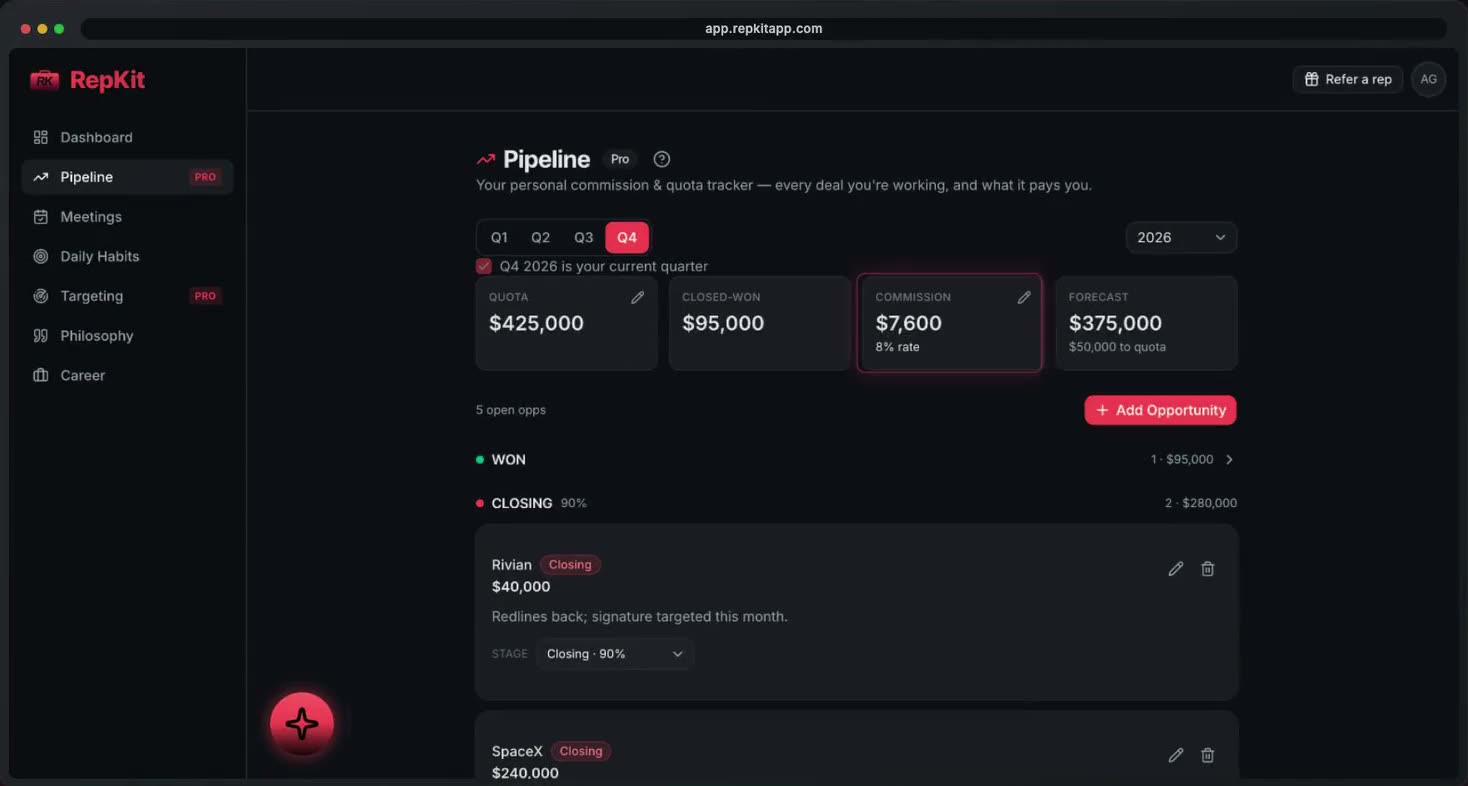 app.repkitapp.com
RK RepKit
Refer a rep
AG
Dashboard
Pipeline PRO
Meetings
Daily Habits
Targeting PRO
Philosophy
Career
Pipeline Pro ?
Your personal commission & quota tracker — every deal you're working, and what it pays you.
Q1 Q2 Q3 Q4
2026
Q4 2026 is your current quarter
QUOTA
$425,000
CLOSED-WON
$95,000
COMMISSION
$7,600
8% rate
FORECAST
$375,000
$50,000 to quota
5 open opps
+ Add Opportunity
WON 1 · $95,000
CLOSING 90% 2 · $280,000
Rivian Closing
$40,000
Redlines back; signature targeted this month.
STAGE Closing · 90%
SpaceX Closing
$240,000